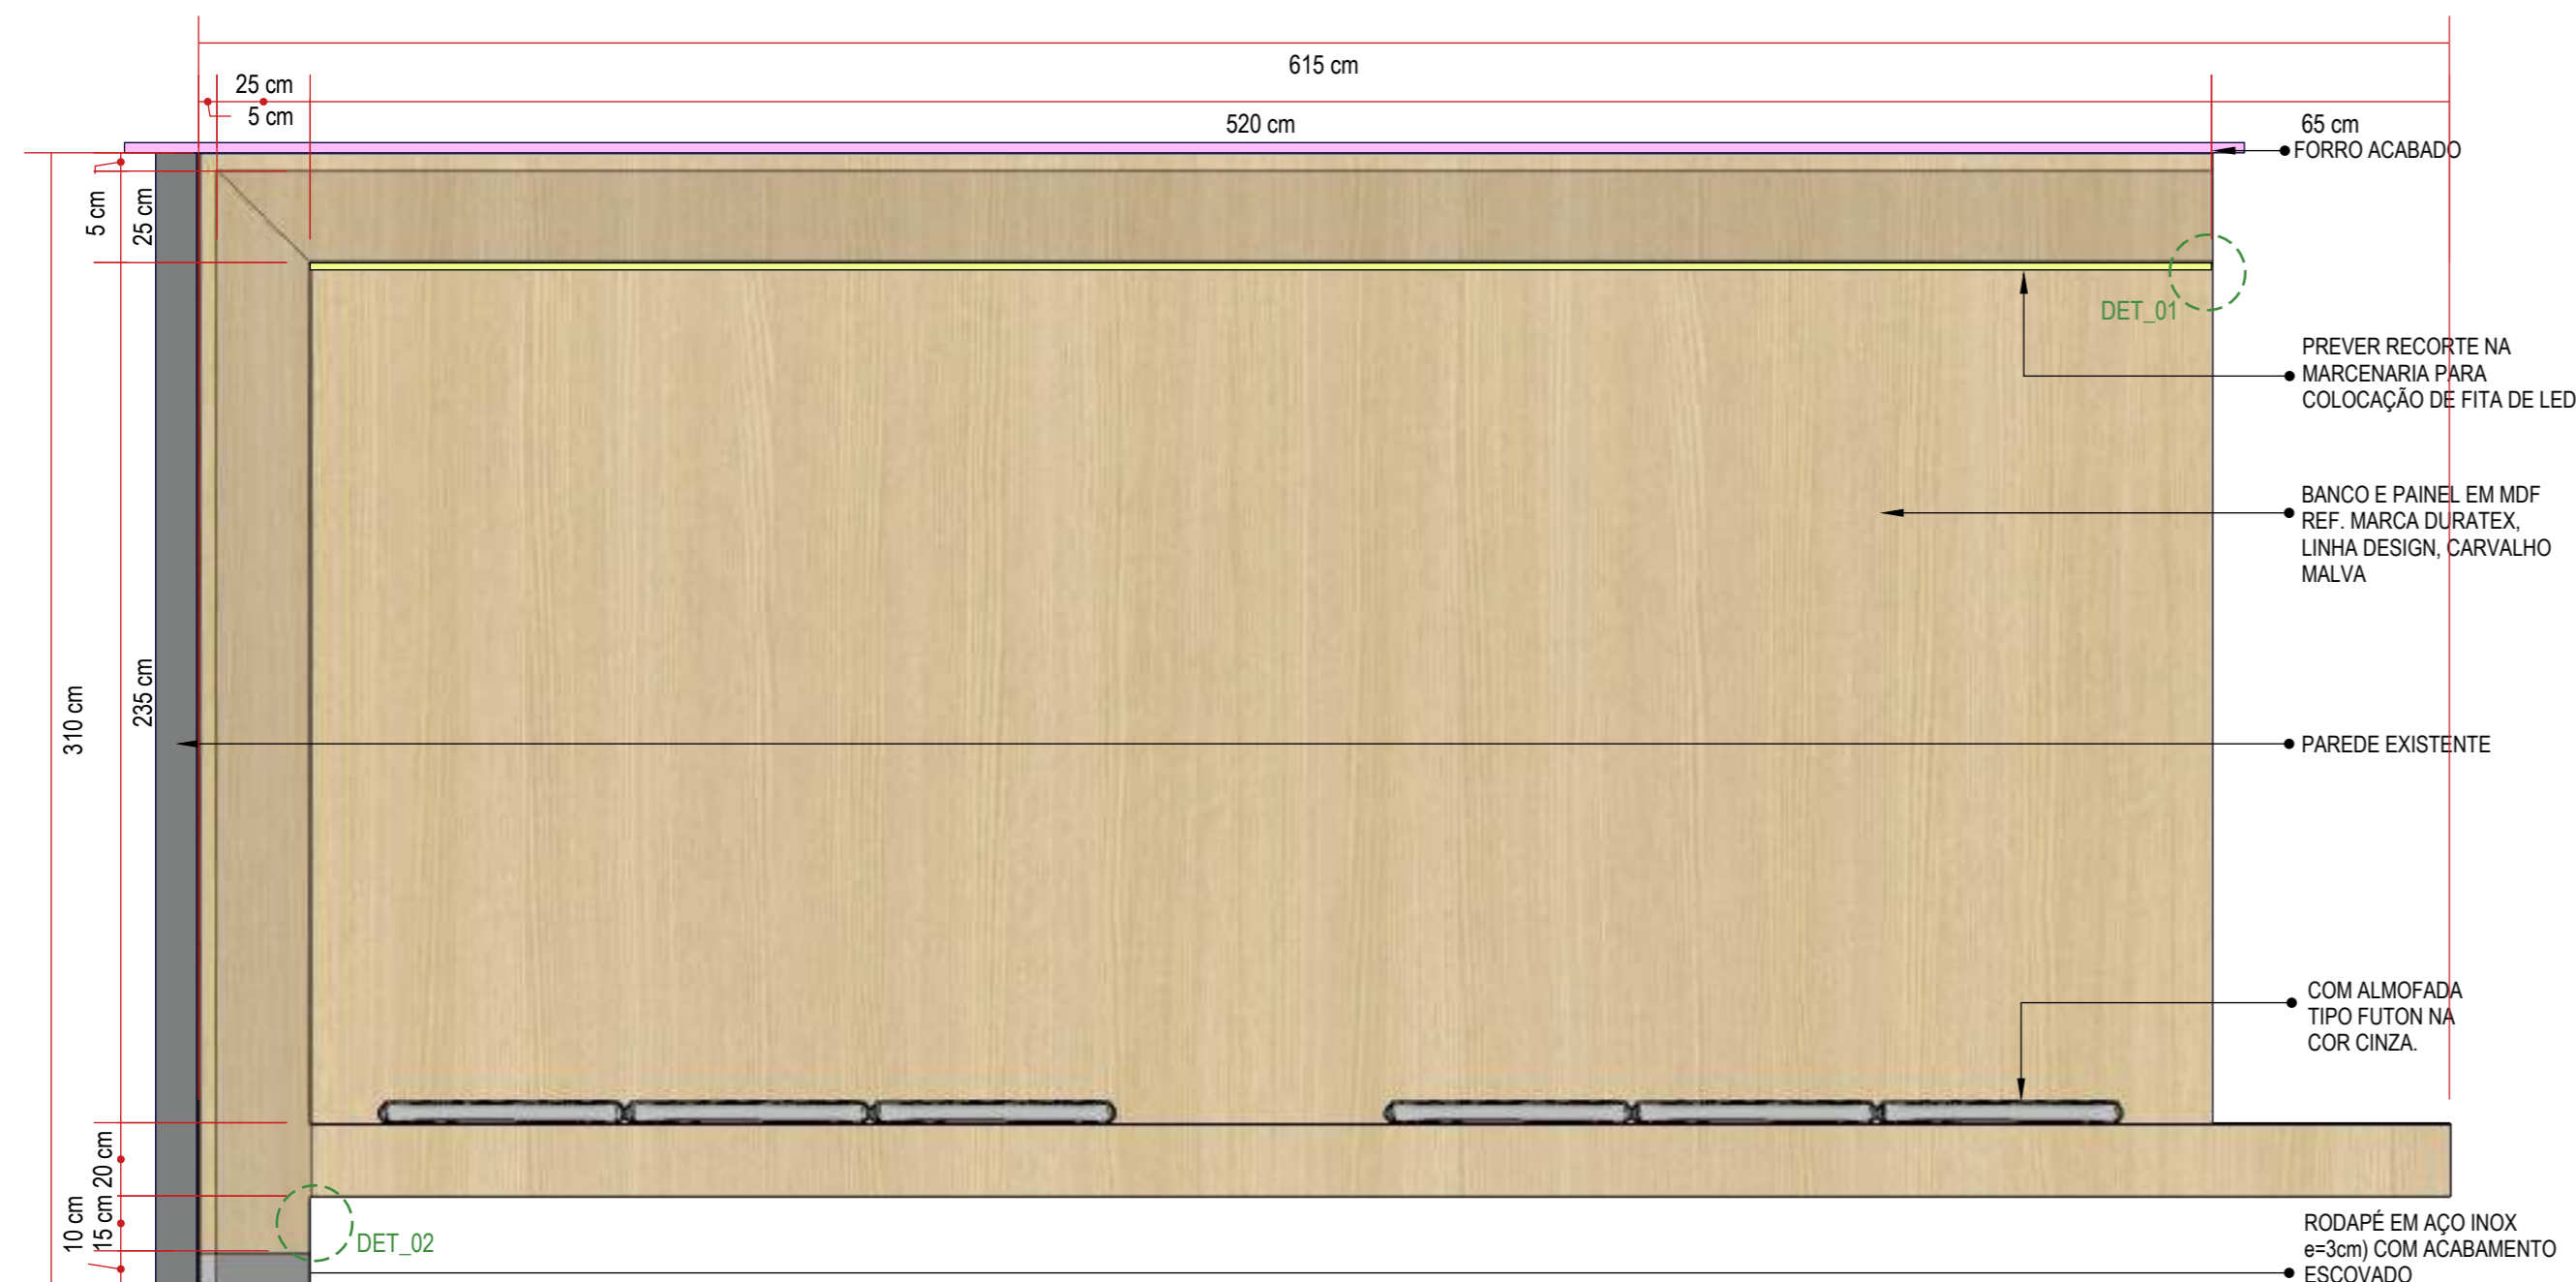 615 cm
25 cm
5 cm
520 cm
65 cm
FORRO ACABADO
5 cm
25 cm
DET_01
PREVER RECORTE NA
MARCENARIA PARA
COLOCAÇÃO DE FITA DE LED
BANCO E PAINEL EM MDF
REF. MARCA DURATEX,
LINHA DESIGN, CARVALHO
MALVA
310 cm
235 cm
PAREDE EXISTENTE
COM ALMOFADA
TIPO FUTON NA
COR CINZA.
20 cm
15 cm
10 cm
DET_02
RODAPÉ EM AÇO INOX
e=3cm) COM ACABAMENTO
ESCOVADO